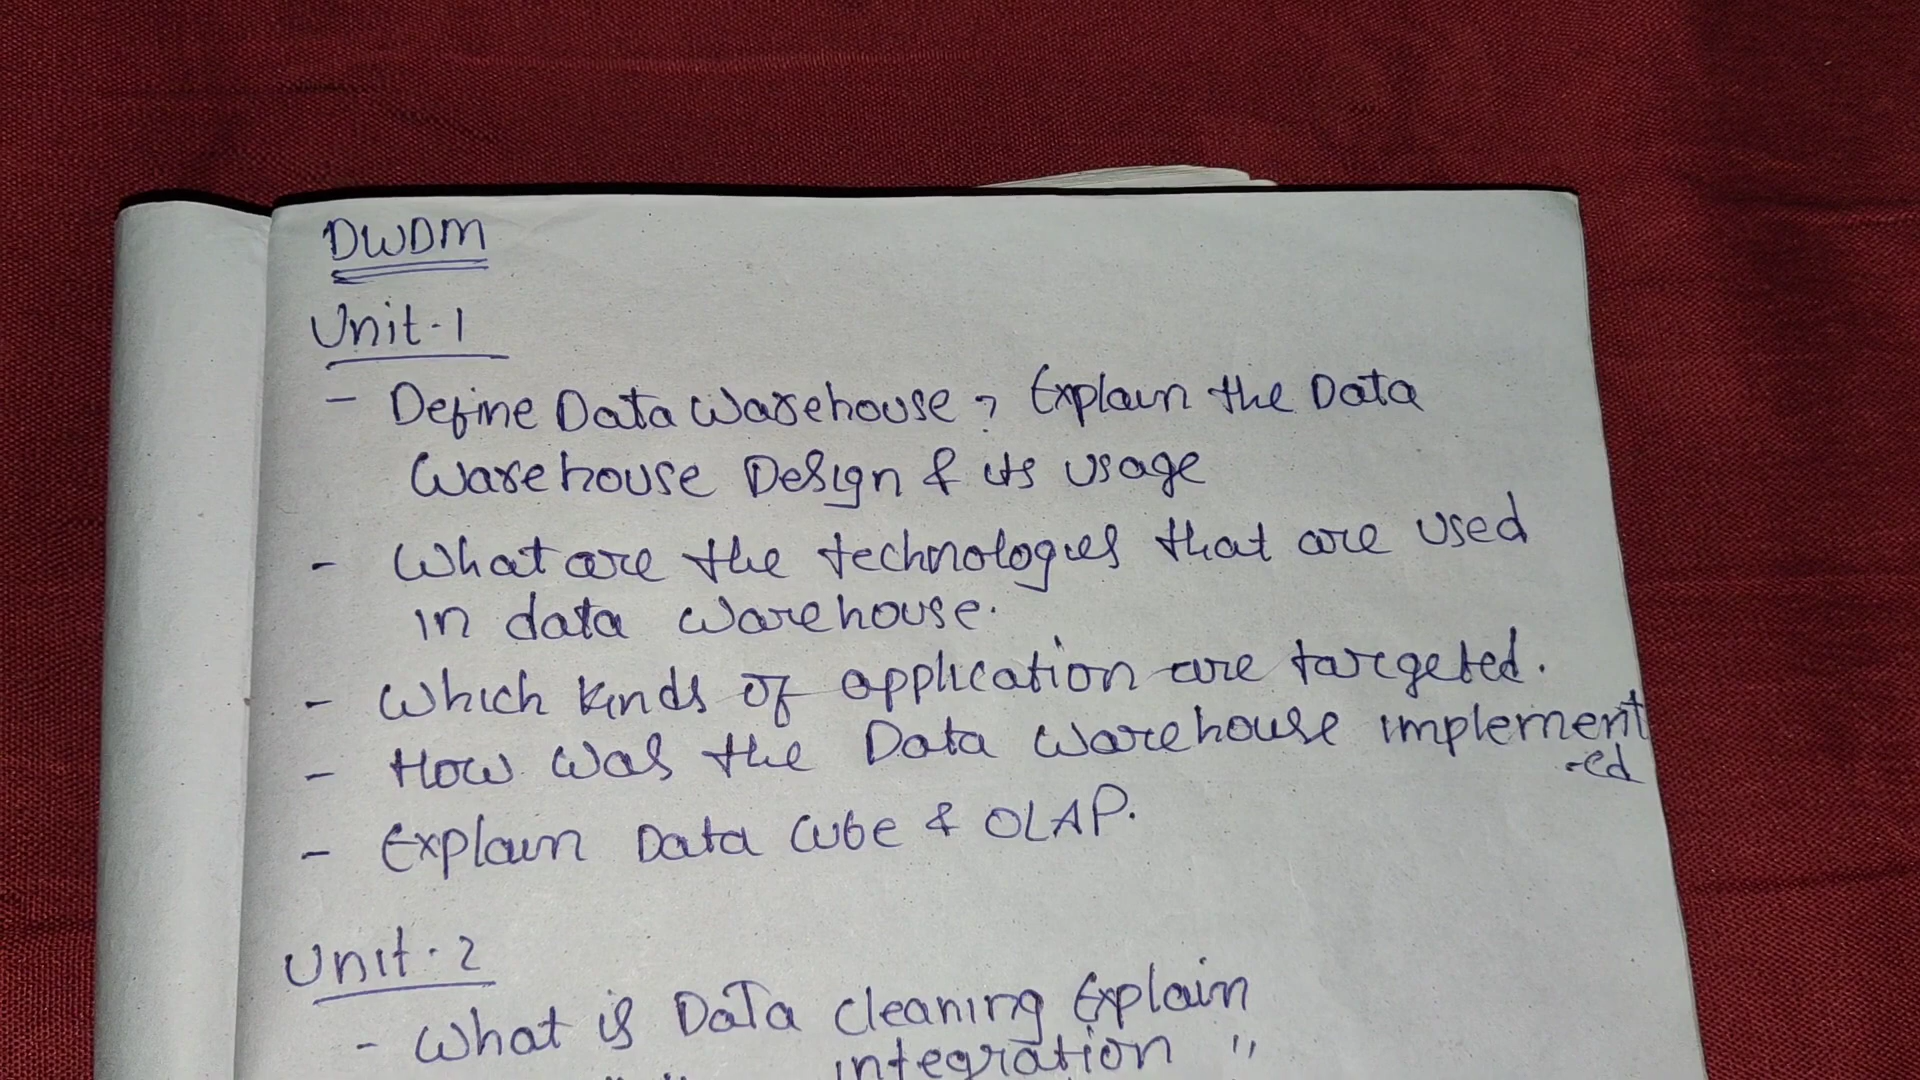 DWDM
Unit-1
- Define Data Warehouse ? Explain the Data
Warehouse Design & its usage
- What are the technologies that are used
in data warehouse.
- Which kinds of application are targeted.
- How was the Data warehouse implement
-ed
- Explain Data Cube & OLAP.
Unit-2
- What is Data cleaning Explain
" " integration "